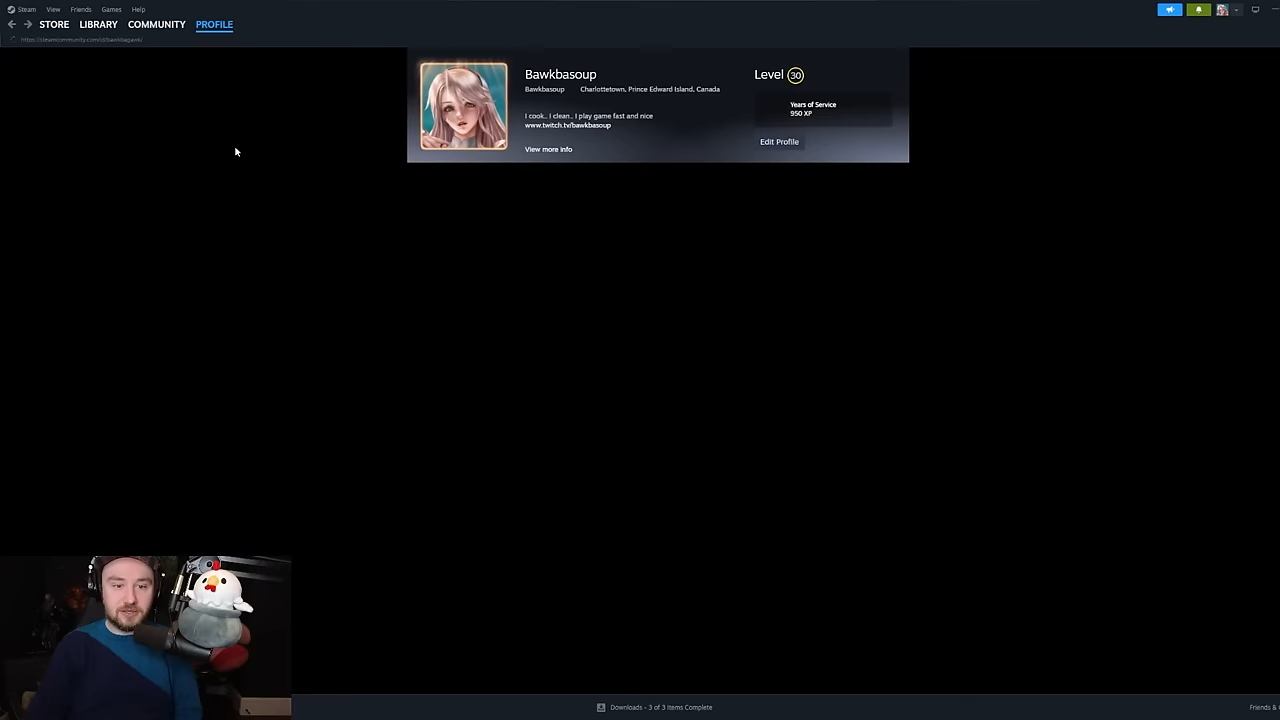 Steam View Friends Games Help
STORE LIBRARY COMMUNITY PROFILE
Bawkbasoup
Bawkbasoup Charlottetown, Prince Edward Island, Canada
I cook.. I clean.. I play game fast and nice
www.twitch.tv/bawkbasoup
View more info
Level 30
Years of Service
950 XP
Edit Profile
Downloads - 3 of 3 Items Complete
Friends &